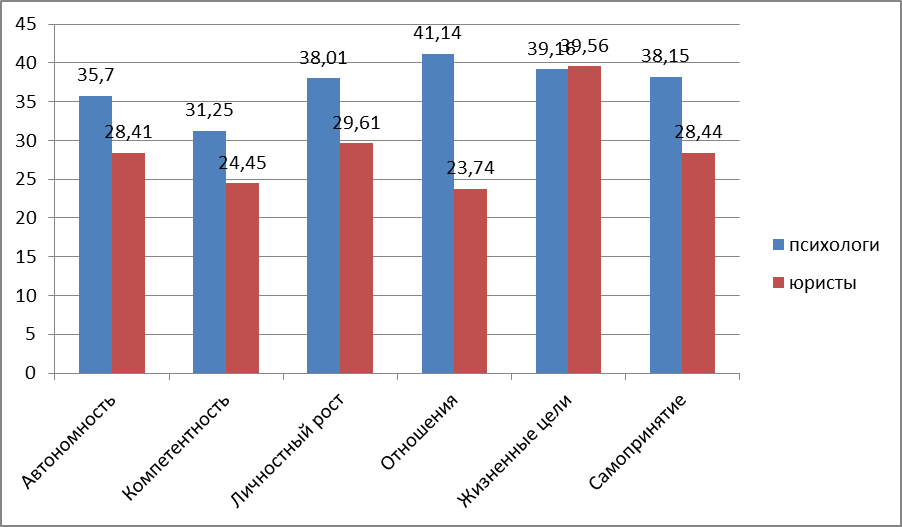 45
40
35
30
25
20
15
10
5
0
35,7
28,41
31,25
24,45
38,01
29,61
41,14
23,74
39,16
39,56
38,15
28,44
Автономность
Компетентность
Личностный рост
Отношения
Жизненные цели
Самопринятие
психологи
юристы